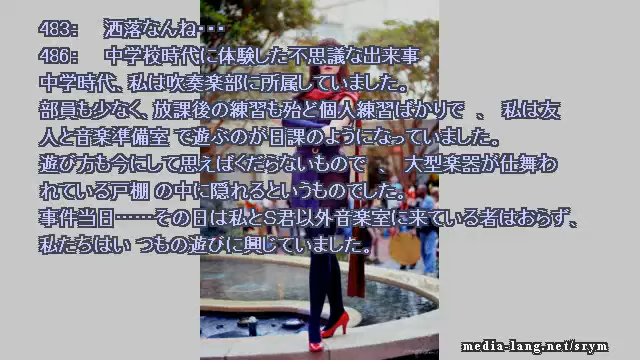 483:　洒落なんね・・・
486:　中学校時代に体験した不思議な出来事
中学時代、私は吹奏楽部に所属していました。
部員も少なく、放課後の練習も殆ど個人練習ばかりで 、 私は友
人と音楽準備室 で遊ぶのが日課のようになっていました。
遊び方も今にして思えばくだらないもので 、 大型楽器が仕舞わ
れている戸棚 の中に隠れるというものでした。
事件当日……その日は私とS君以外音楽室に来ている者はおらず、
私たちはい つもの遊びに興じていました。
media-lang.net/srym